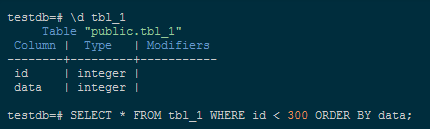 testdb=# \d tbl_1
     Table "public.tbl_1"
 Column |  Type   | Modifiers
--------+---------+-----------
 id     | integer |
 data   | integer |
testdb=# SELECT * FROM tbl_1 WHERE id < 300 ORDER BY data;